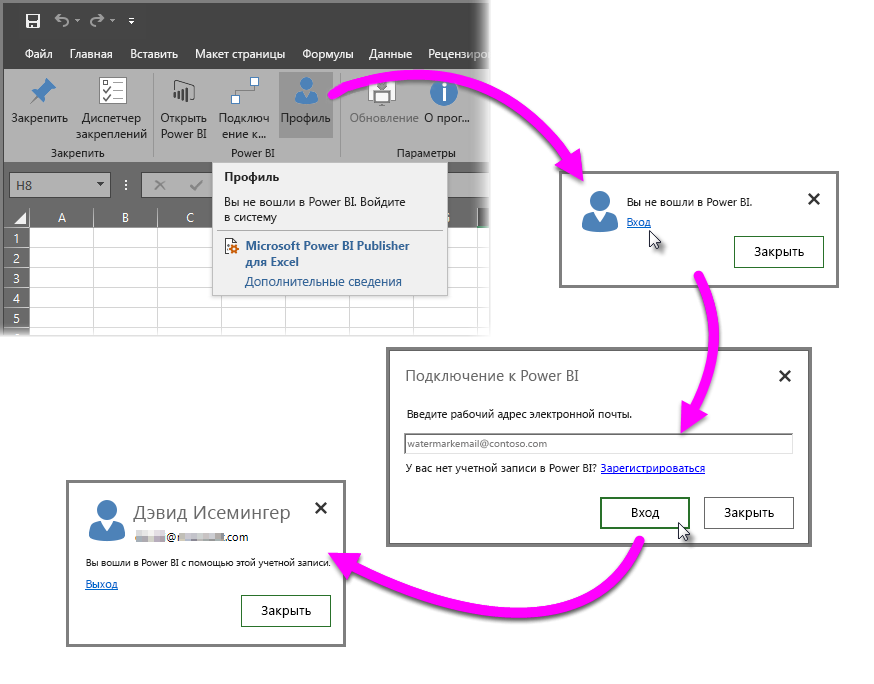 Файл Главная Вставить Макет страницы Формулы Данные Рецензиро
Закрепить
Диспетчер
закреплений
Открыть
Power BI
Подключ
ение к...
Профиль
Обновление
О прог...
Закрепить Power BI Параметры
H8
A B C
1
2
3
4
5
Профиль
Вы не вошли в Power BI. Войдите
в систему
Microsoft Power BI Publisher
для Excel
Дополнительные сведения
Вы не вошли в Power BI.
Вход
Закрыть
Подключение к Power BI
Введите рабочий адрес электронной почты.
watermarkemail@contoso.com
У вас нет учетной записи в Power BI? Зарегистрироваться
Вход Закрыть
Дэвид Исемингер
@ .com
Вы вошли в Power BI с помощью этой учетной записи.
Выход
Закрыть